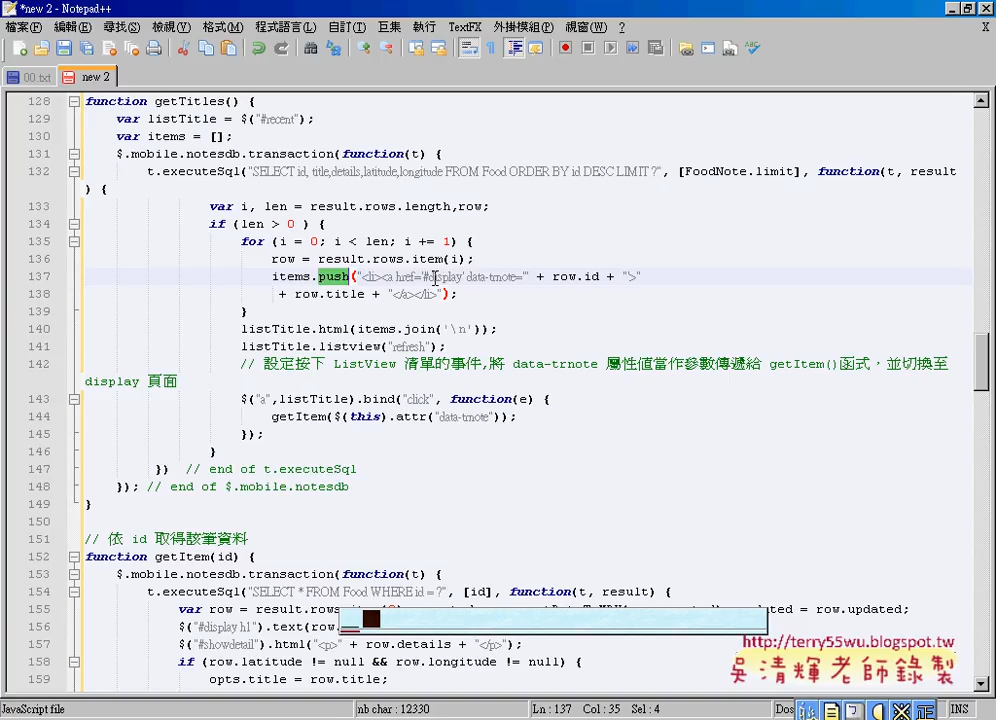 *new 2 - Notepad++
檔案(F) 編輯(E) 尋找(S) 檢視(V) 格式(M) 程式語言(L) 自訂(T) 巨集 執行 TextFX 外掛模組(P) 視窗(W) ? X
00.txt new 2
128 function getTitles() {
129 var listTitle = $("#recent");
130 var items = [];
131 $.mobile.notesdb.transaction(function(t) {
132 t.executeSql("SELECT id, title,details,latitude,longitude FROM Food ORDER BY id DESC LIMIT ?", [FoodNote.limit], function(t, result
) {
133 var i, len = result.rows.length,row;
134 if (len > 0 ) {
135 for (i = 0; i < len; i += 1) {
136 row = result.rows.item(i);
137 items.push("<li><a href='#display' data-trnote='" + row.id + "'>"
138 + row.title + "</a></li>");
139 }
140 listTitle.html(items.join('\n'));
141 listTitle.listview("refresh");
142 // 設定按下 ListView 清單的事件,將 data-trnote 屬性值當作參數傳遞給 getItem()函式，並切換至
display 頁面
143 $("a",listTitle).bind("click", function(e) {
144 getItem($(this).attr("data-trnote"));
145 });
146 }
147 }) // end of t.executeSql
148 }); // end of $.mobile.notesdb
149 }
150
151 // 依 id 取得該筆資料
152 function getItem(id) {
153 $.mobile.notesdb.transaction(function(t) {
154 t.executeSql("SELECT * FROM Food WHERE id = ?", [id], function(t, result) {
155 var row = result.rows updated = row.updated;
156 $("#display h1").text(row.
157 $("#showdetail").html("<p>" + row.details + "</p>");
158 if (row.latitude != null && row.longitude != null) {
159 opts.title = row.title;
http://terry55wu.blogspot.tw
吳清輝老師錄製
JavaScript file nb char : 12330 Ln : 137 Col : 35 Sel : 4 Dos INS
正